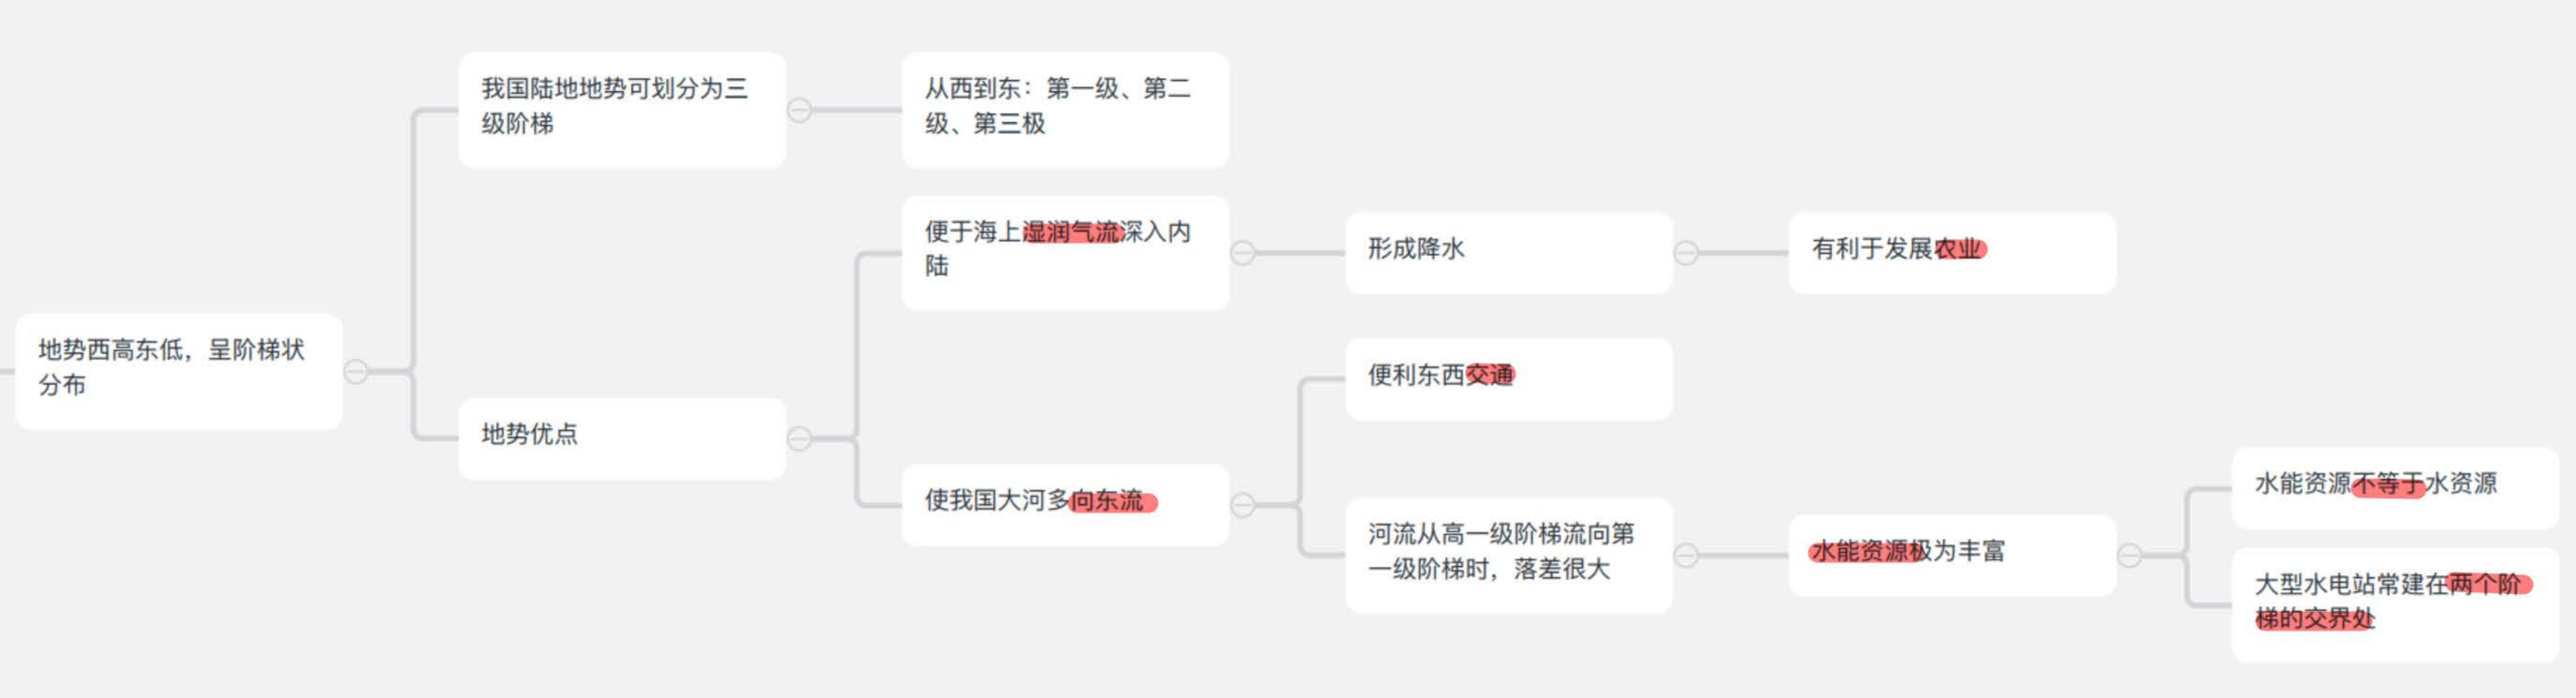 我国陆地地势可划分为三
级阶梯
从西到东：第一级、第二
级、第三极
便于海上湿润气流深入内
陆
形成降水
有利于发展农业
地势西高东低，呈阶梯状
分布
便利东西交通
地势优点
使我国大河多向东流
河流从高一级阶梯流向第
一级阶梯时，落差很大
水能资源极为丰富
水能资源不等于水资源
大型水电站常建在两个阶
梯的交界处